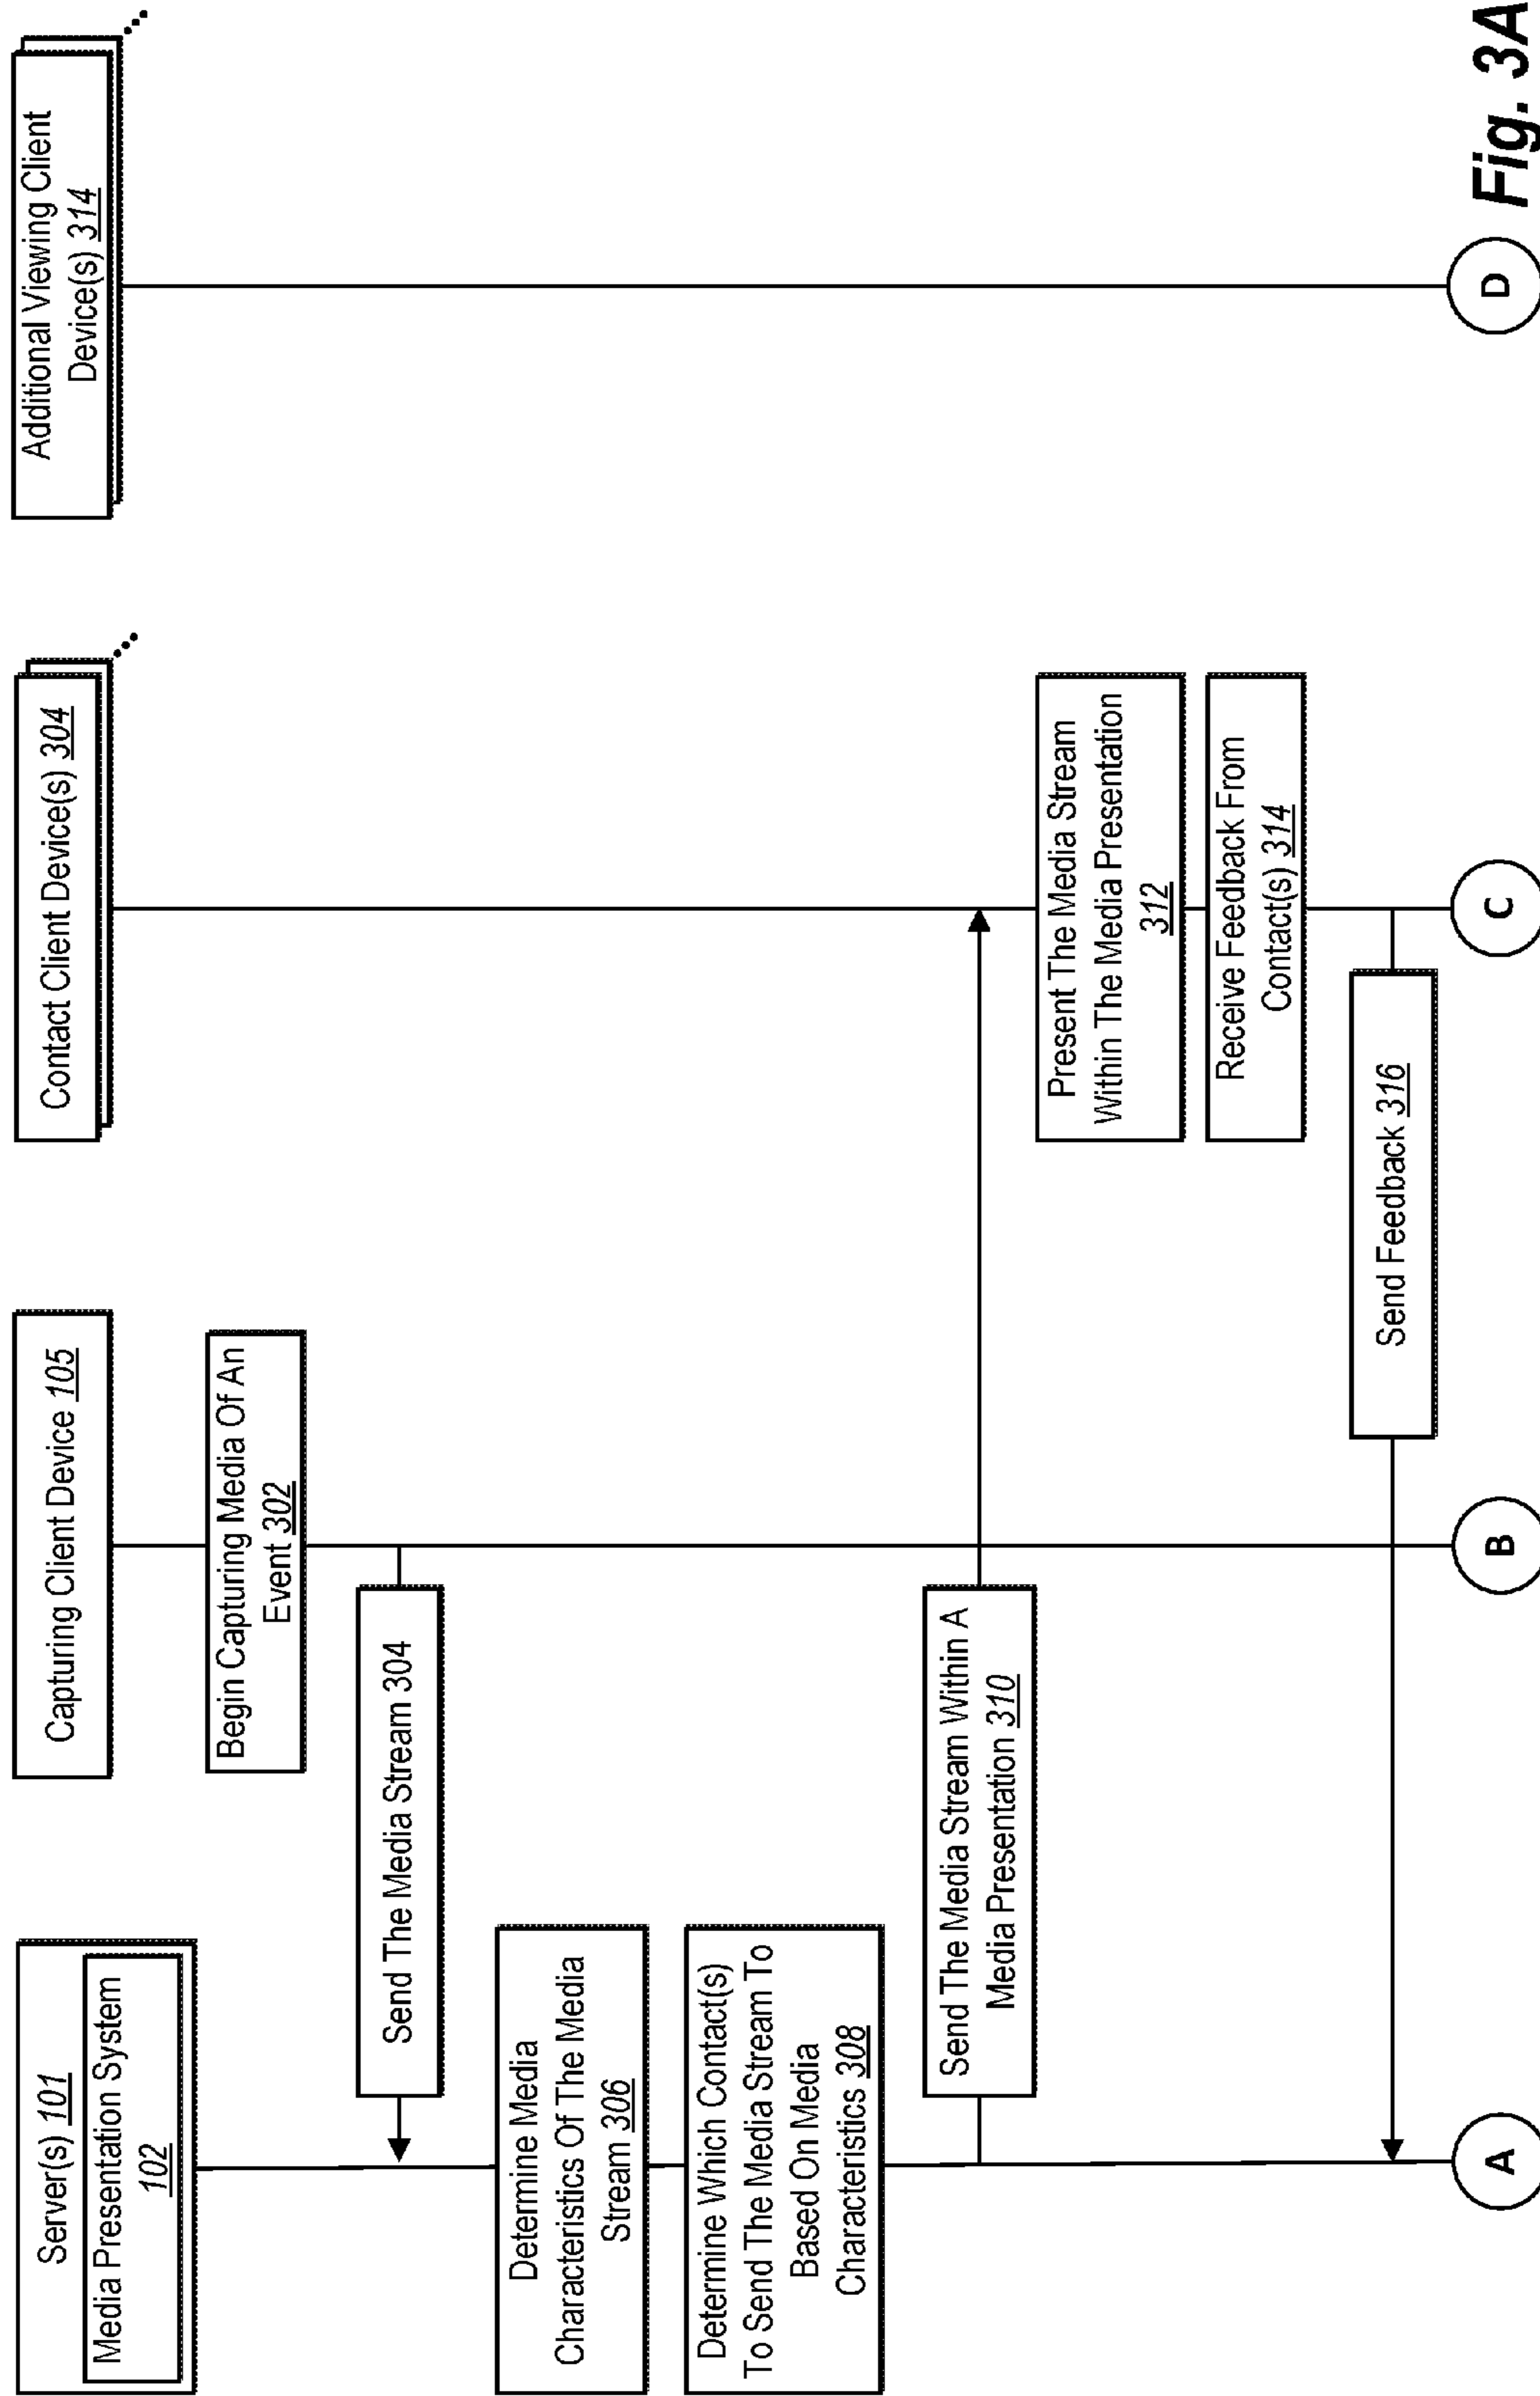 Server(s) 101
Media Presentation System
102
Capturing Client Device 105
Contact Client Device(s) 304
Additional Viewing Client
Device(s) 314
Begin Capturing Media Of An
Event 302
Send The Media Stream 304
Determine Media
Characteristics Of The Media
Stream 306
Determine Which Contact(s)
To Send The Media Stream To
Based On Media
Characteristics 308
Send The Media Stream Within A
Media Presentation 310
Present The Media Stream
Within The Media Presentation
312
Receive Feedback From
Contact(s) 314
Send Feedback 316
A
B
C
D
Fig. 3A